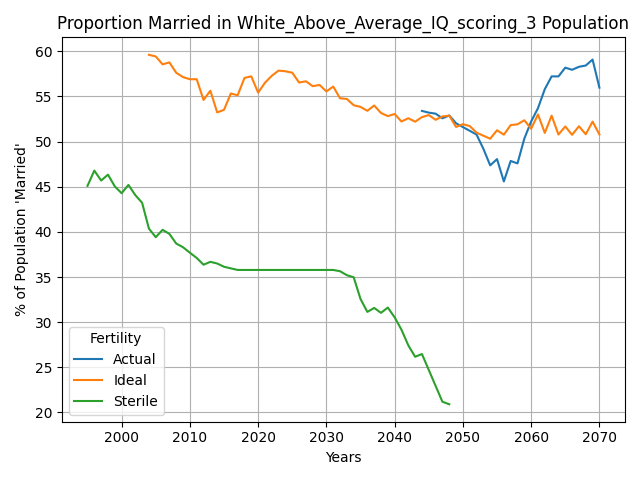 Proportion Married in White_Above_Average_IQ_scoring_3 Population
% of Population 'Married'
60
55
50
45
40
35
30
25
20
Fertility
Actual
Ideal
Sterile
2000 2010 2020 2030 2040 2050 2060 2070
Years